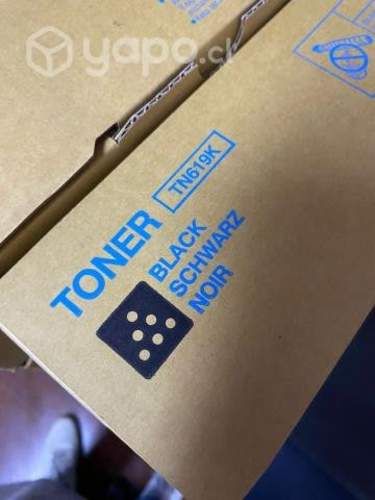 yapo.cl
TONER
TN619K
BLACK
SCHWARZ
NOIR